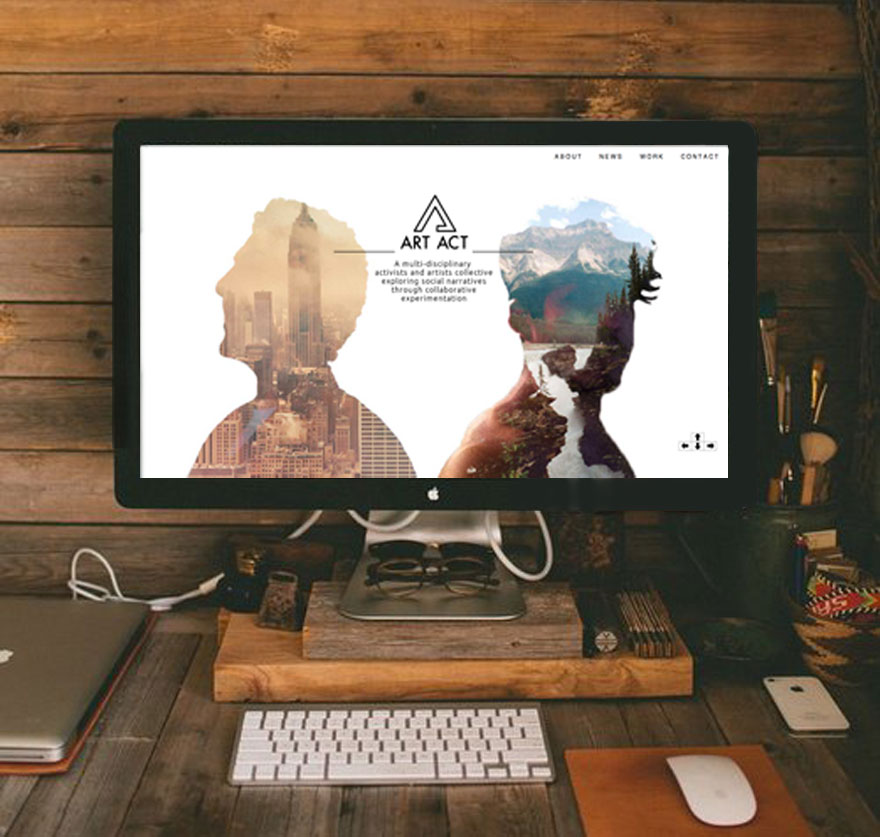 ABOUT NEWS WORK CONTACT
ART ACT
A multi-disciplinary
activists and artists collective
exploring social narratives
through collaborative
experimentation